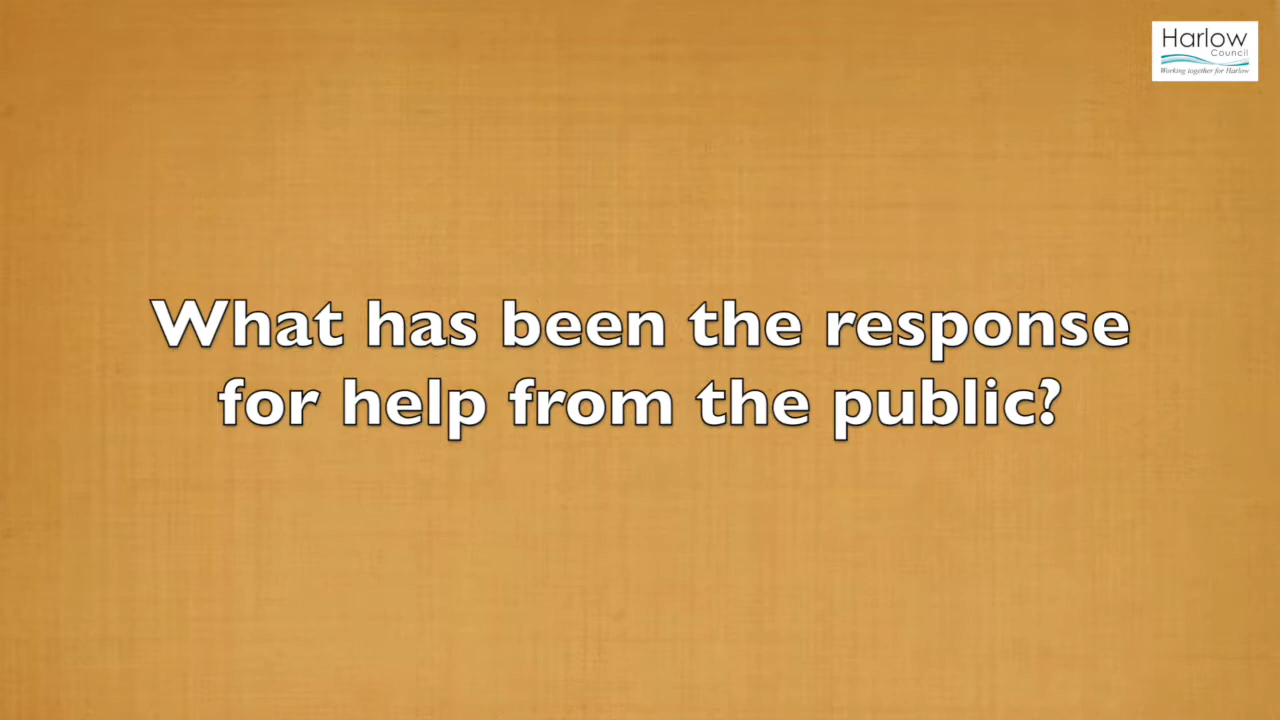 Harlow
Council
Working together for Harlow
What has been the response
for help from the public?